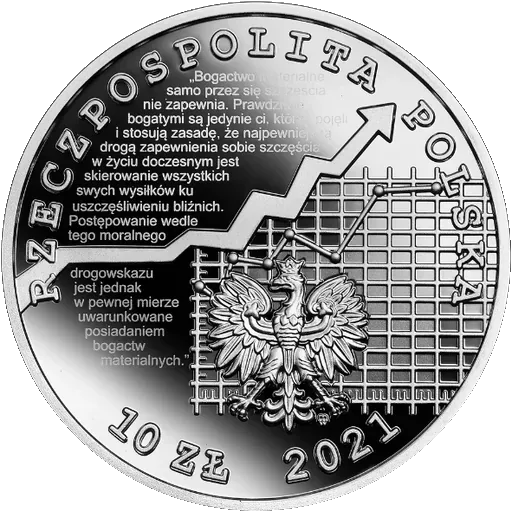 RZECZPOSPOLITA POLSKA
„Bogactwo materialne
samo przez się szczęścia
nie zapewnia. Prawdziwie
bogatymi są jedynie ci, którzy pojęli
i stosują zasadę, że najpewniejszą
drogą zapewnienia sobie szczęścia
w życiu doczesnym jest
skierowanie wszystkich
swych wysiłków ku
uszczęśliwieniu bliźnich.
Postępowanie wedle
tego moralnego
drogowskazu
jest jednak
w pewnej mierze
uwarunkowane
posiadaniem
bogactw
materialnych.”
10 ZŁ 2021